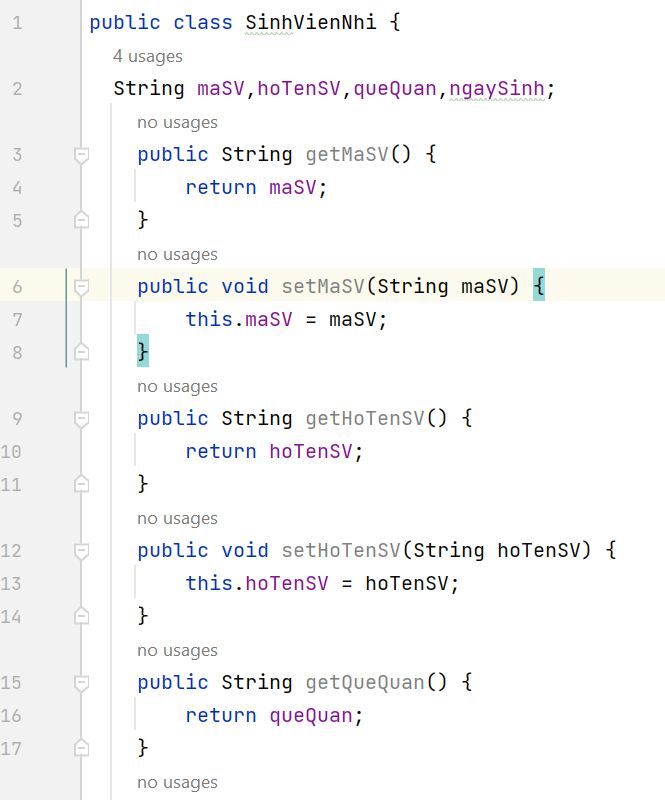 1 public class SinhVienNhi {
4 usages
2 String maSV,hoTenSV,queQuan,ngaySinh;
no usages
3 public String getMaSV() {
4 return maSV;
5 }
no usages
6 public void setMaSV(String maSV) {
7 this.maSV = maSV;
8 }
no usages
9 public String getHoTenSV() {
10 return hoTenSV;
11 }
no usages
12 public void setHoTenSV(String hoTenSV) {
13 this.hoTenSV = hoTenSV;
14 }
no usages
15 public String getQueQuan() {
16 return queQuan;
17 }
no usages